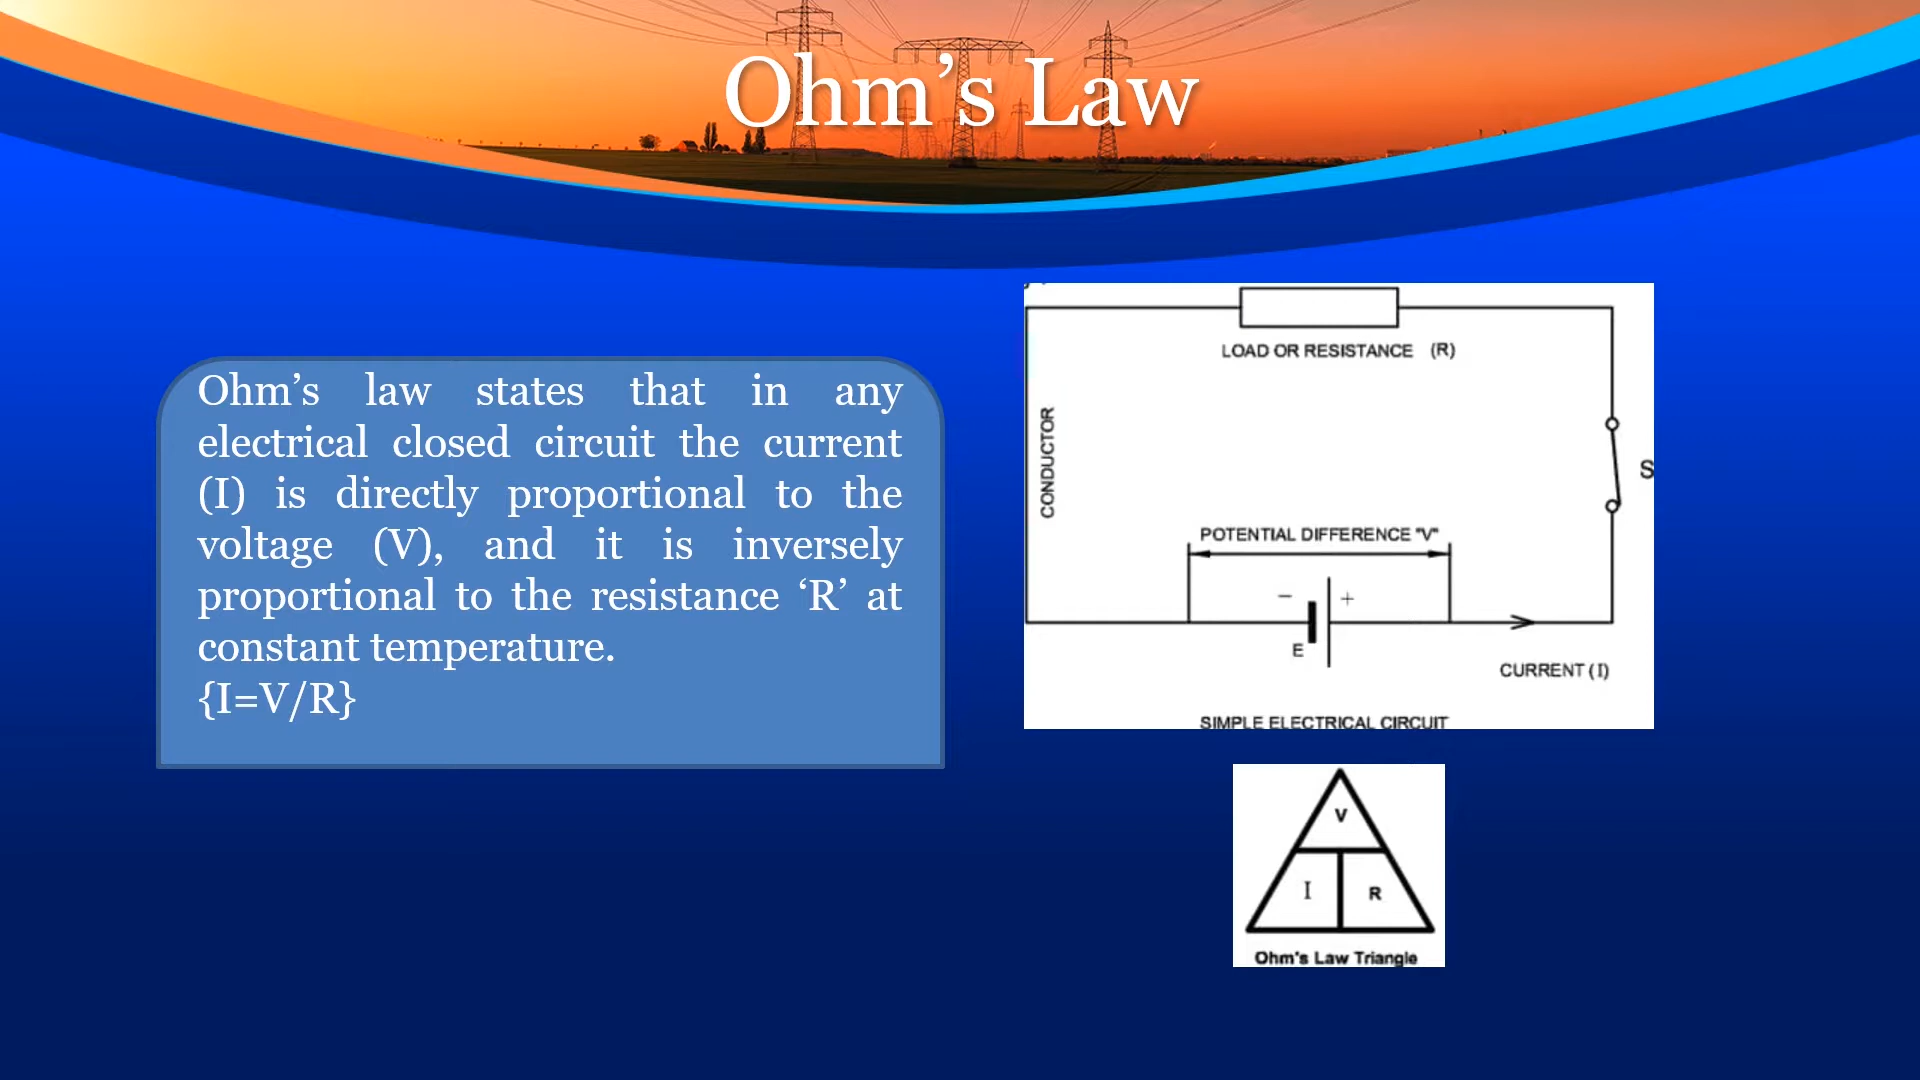 Ohm’s Law
Ohm’s law states that in any
electrical closed circuit the current
(I) is directly proportional to the
voltage (V), and it is inversely
proportional to the resistance ‘R’ at
constant temperature.
{I=V/R}
LOAD OR RESISTANCE (R)
CONDUCTOR
S
POTENTIAL DIFFERENCE "V"
− +
E
CURRENT (I)
SIMPLE ELECTRICAL CIRCUIT
V
I R
Ohm's Law Triangle